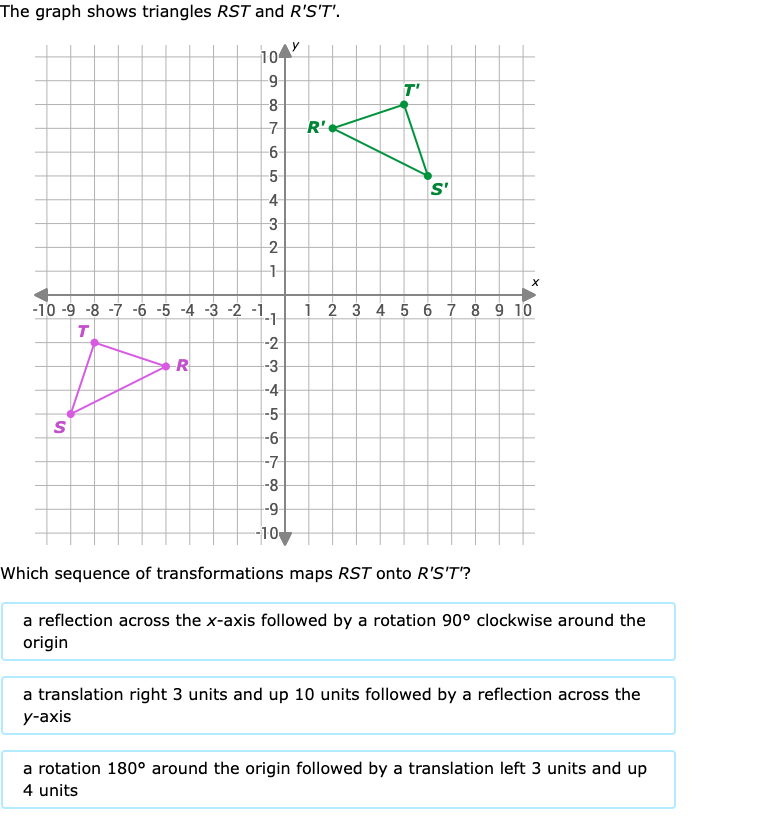 The graph shows triangles RST and R'S'T'.
y
10
9
T'
8
7
R'
6
5
S'
4
3
2
1
x
-10 -9 -8 -7 -6 -5 -4 -3 -2 -1 1 2 3 4 5 6 7 8 9 10
-1
T
-2
-3
R
-4
-5
S
-6
-7
-8
-9
-10
Which sequence of transformations maps RST onto R'S'T'?
a reflection across the x-axis followed by a rotation 90° clockwise around the
origin
a translation right 3 units and up 10 units followed by a reflection across the
y-axis
a rotation 180° around the origin followed by a translation left 3 units and up
4 units